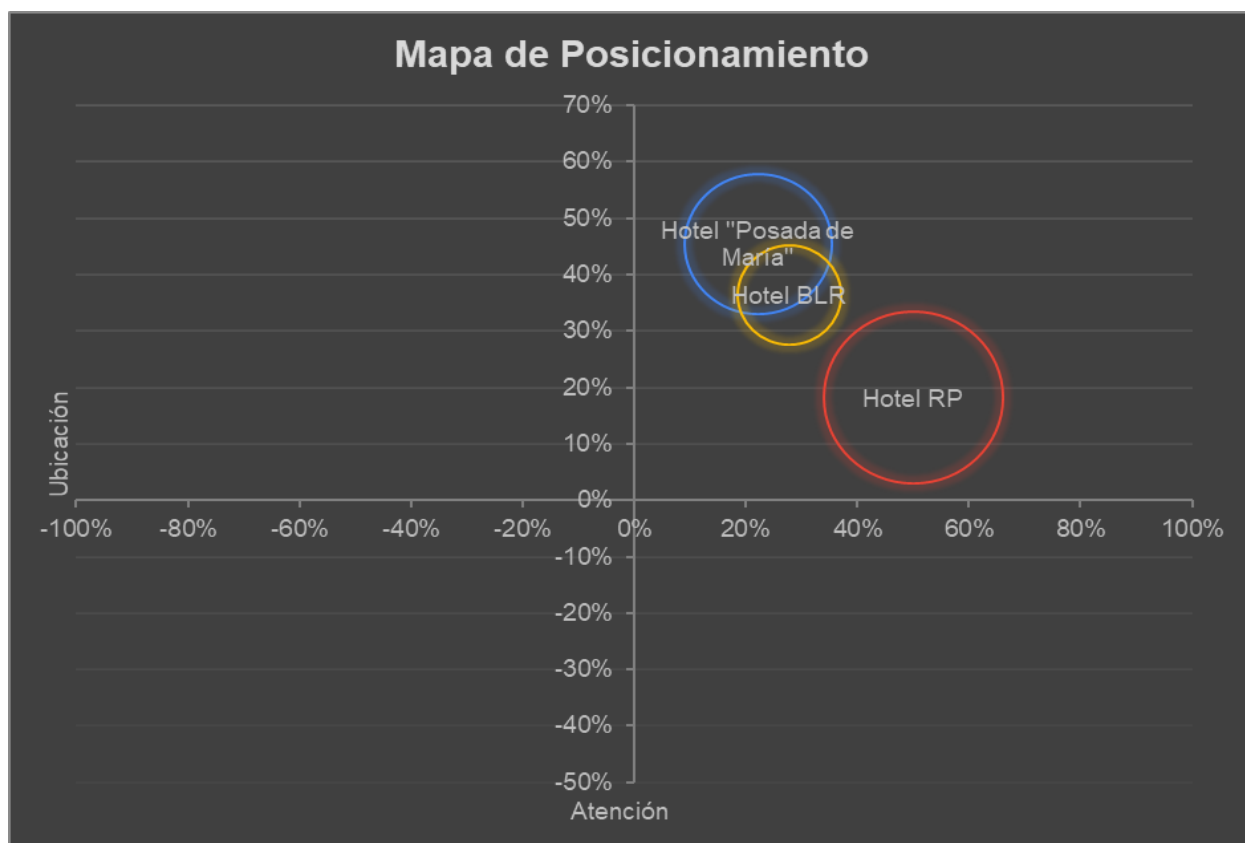 Mapa de Posicionamiento
70%
60%
50%
40%
30%
20%
10%
0%
-10%
-20%
-30%
-40%
-50%
Hotel "Posada de
María"
Hotel BLR
Hotel RP
Ubicación
-100% -80% -60% -40% -20% 0% 20% 40% 60% 80% 100%
Atención